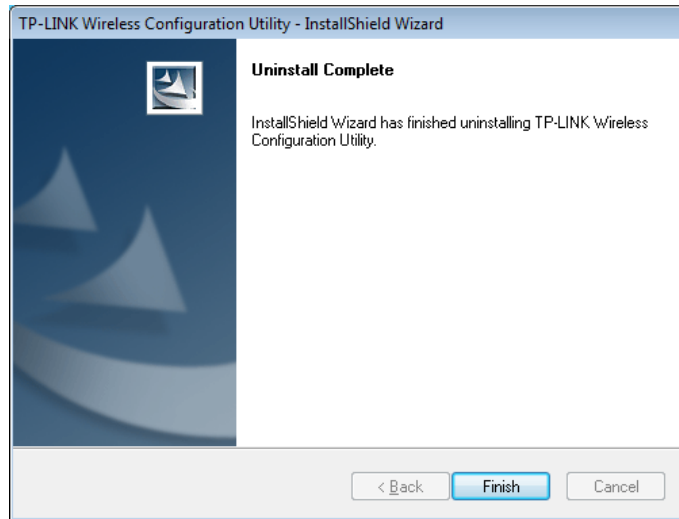 TP-LINK Wireless Configuration Utility - InstallShield Wizard
Uninstall Complete
InstallShield Wizard has finished uninstalling TP-LINK Wireless
Configuration Utility.
< Back
Finish
Cancel